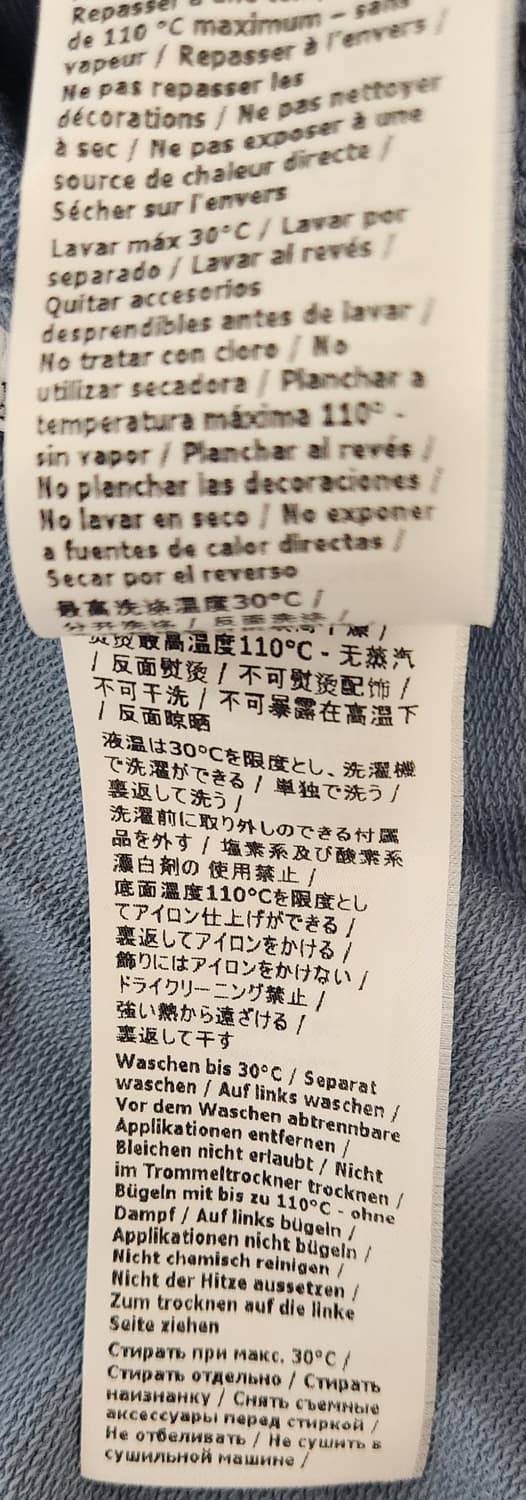 Repasser à une
de 110 °C maximum – sans
vapeur / Repasser à l'envers /
Ne pas repasser les
décorations / Ne pas nettoyer
à sec / Ne pas exposer à une
source de chaleur directe /
Sécher sur l'envers
Lavar máx 30°C / Lavar por
separado / Lavar al revés /
Quitar accesorios
desprendibles antes de lavar /
No tratar con cloro / No
utilizar secadora / Planchar a
temperatura máxima 110° -
sin vapor / Planchar al revés /
No planchar las decoraciones /
No lavar en seco / No exponer
a fuentes de calor directas /
Secar por el reverso
最高洗涤温度30°C /
熨烫最高温度110°C - 无蒸汽
/ 反面熨烫 / 不可熨烫配饰 /
不可干洗 / 不可暴露在高温下
/ 反面晾晒
液温は30°Cを限度とし、洗濯機
で洗濯ができる / 単独で洗う /
裏返して洗う /
洗濯前に取り外しのできる付属
品を外す / 塩素系及び酸素系
漂白剤の 使用禁止 /
底面温度110°Cを限度とし
てアイロン仕上げができる /
裏返してアイロンをかける /
飾りにはアイロンをかけない /
ドライクリーニング禁止 /
強い熱から遠ざける /
裏返して干す
Waschen bis 30°C / Separat
waschen / Auf links waschen /
Vor dem Waschen abtrennbare
Applikationen entfernen /
Bleichen nicht erlaubt / Nicht
im Trommeltrockner trocknen /
Bügeln mit bis zu 110°C - ohne
Dampf / Auf links bügeln /
Applikationen nicht bügeln /
Nicht chemisch reinigen /
Nicht der Hitze aussetzen /
Zum trocknen auf die linke
Seite ziehen
Стирать при макс. 30°C /
Стирать отдельно / Стирать
наизнанку / Снять съемные
аксессуары перед стиркой /
Не отбеливать / Не сушить в
сушильной машине /